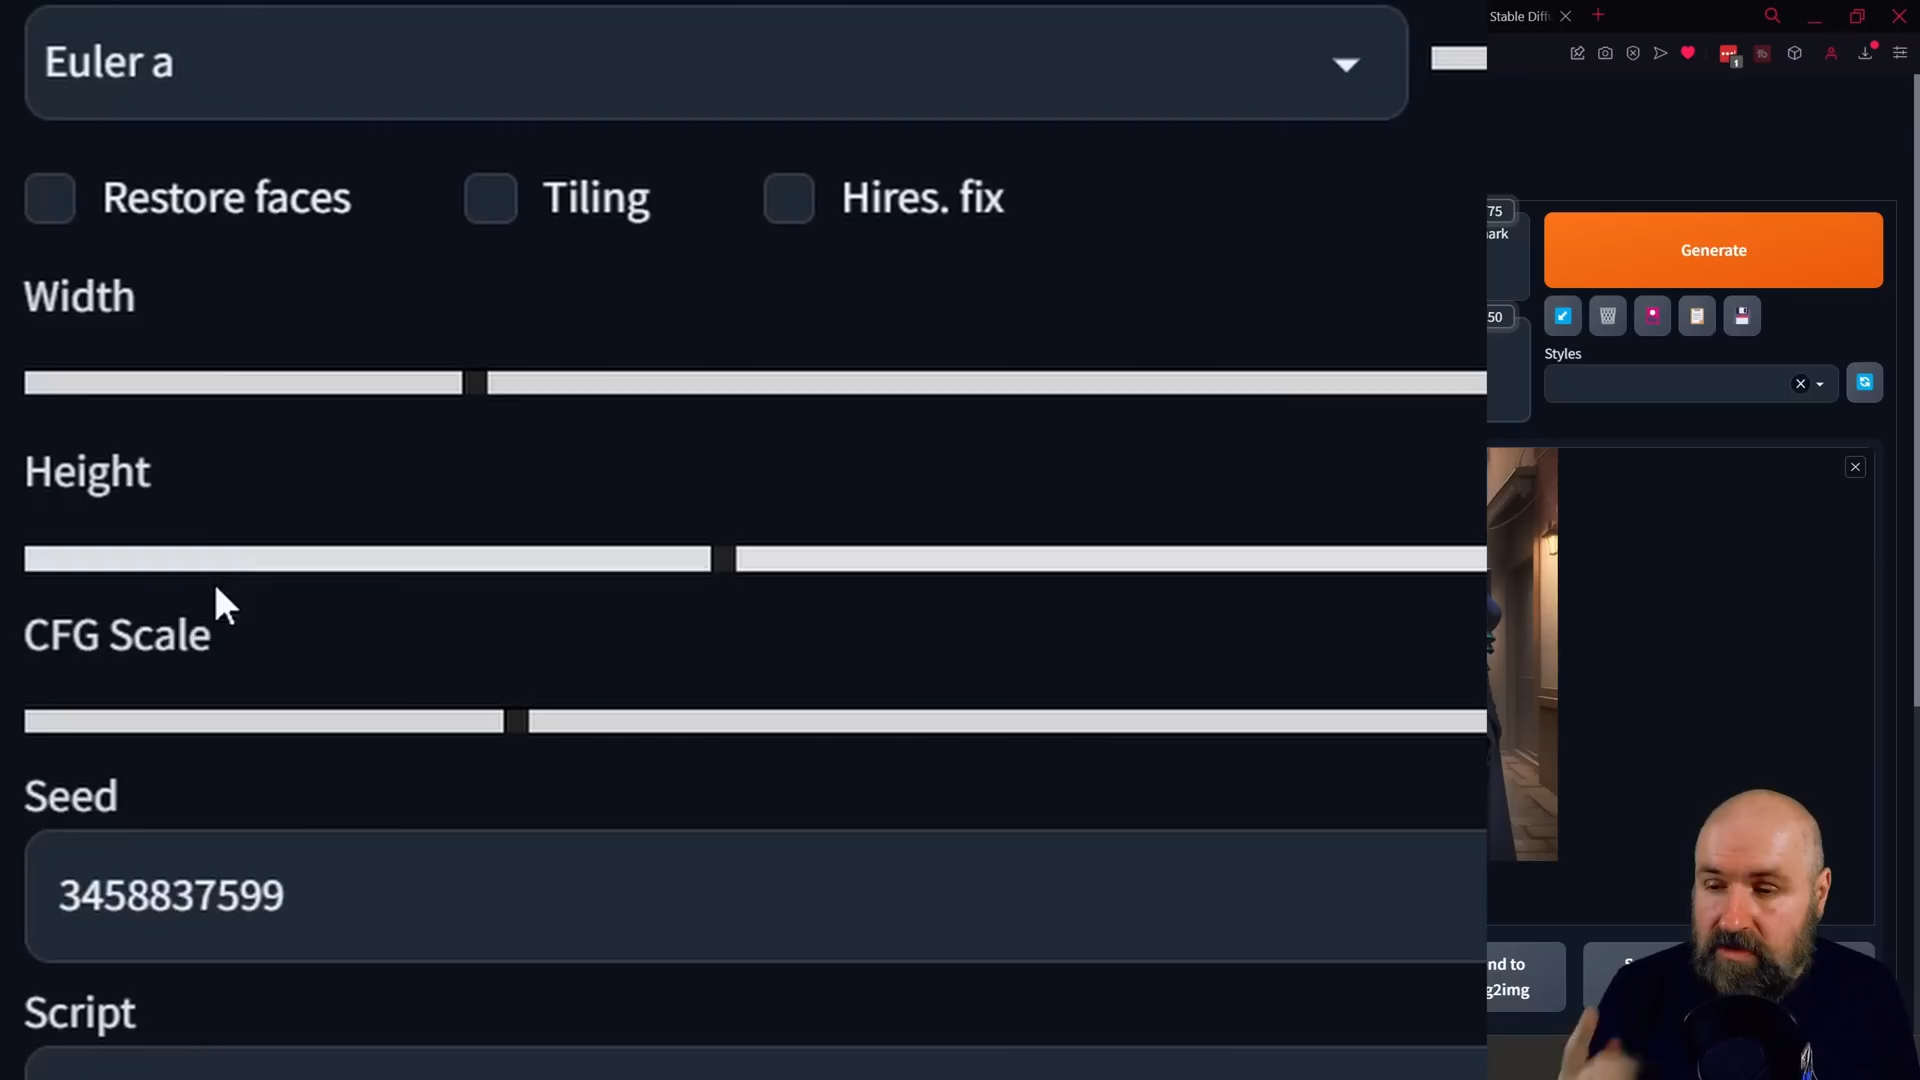 Euler a
Restore faces
Tiling
Hires. fix
Width
Height
CFG Scale
Seed
3458837599
Script
Stable Diff
1
75
ark
Generate
50
Styles
nd to
g2img